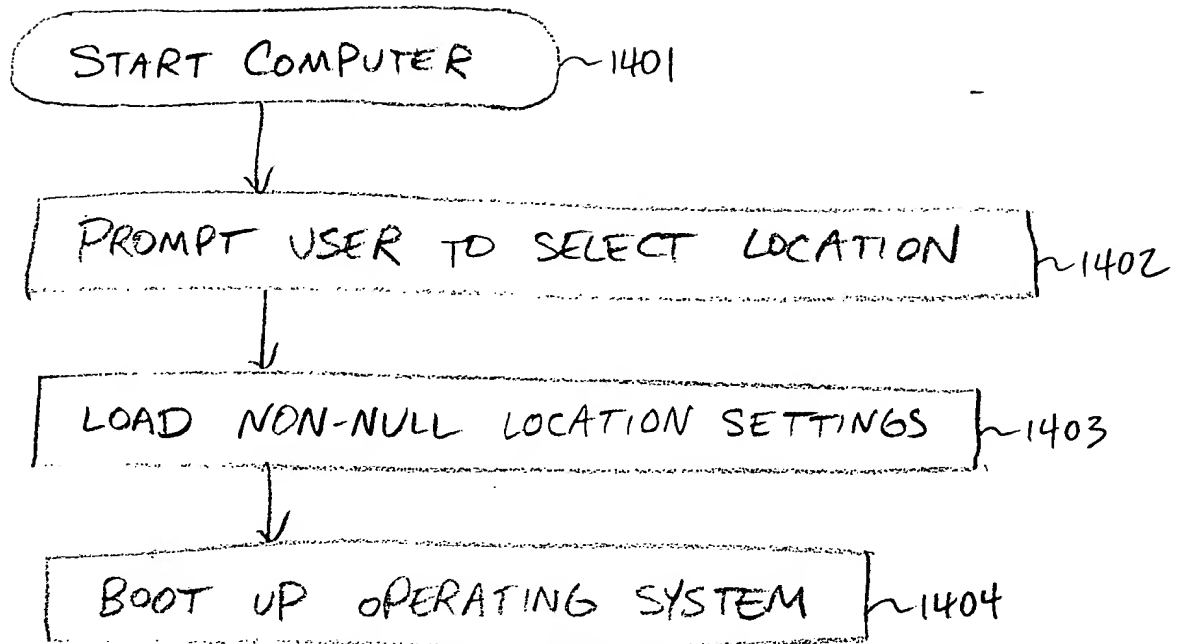 START COMPUTER ~1401
PROMPT USER TO SELECT LOCATION ~1402
LOAD NON-NULL LOCATION SETTINGS ~1403
BOOT UP OPERATING SYSTEM ~1404